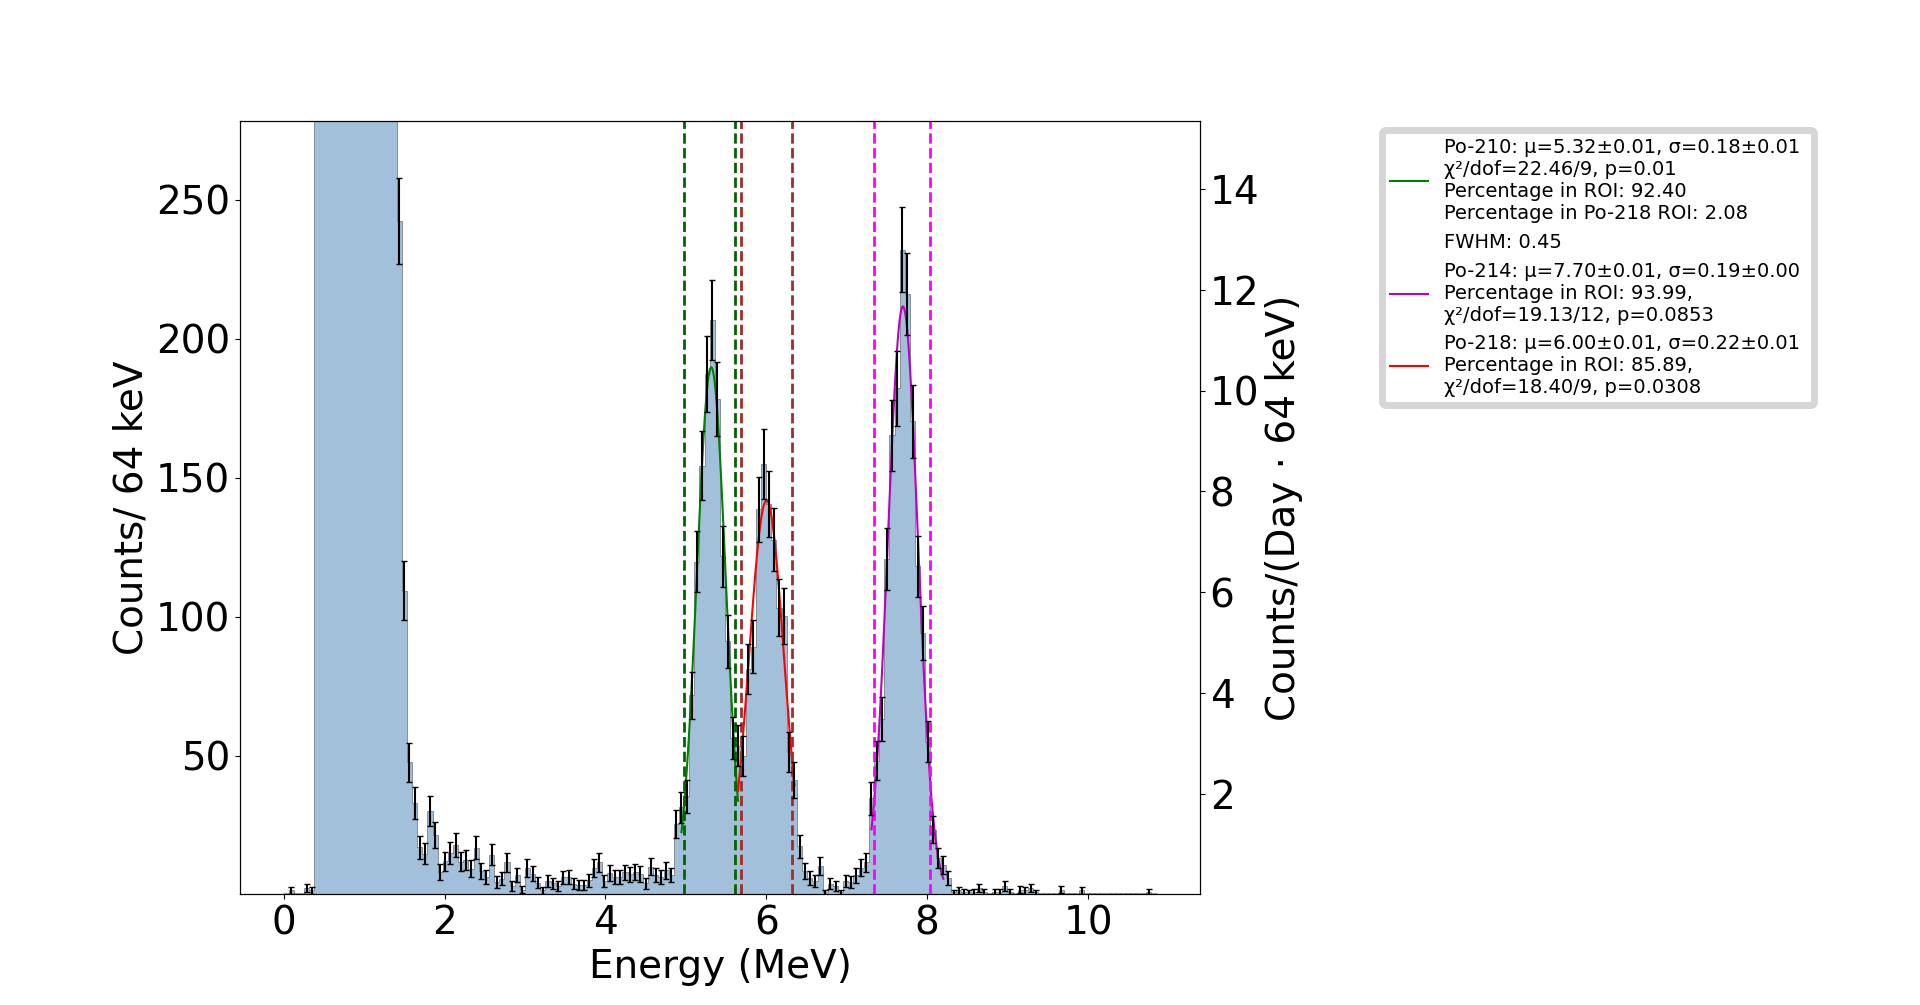 Counts/ 64 keV
250
200
150
100
50
0
2
4
6
8
10
Energy (MeV)
14
12
10
8
6
4
2
Counts/(Day · 64 keV)
Po-210: μ=5.32±0.01, σ=0.18±0.01
χ²/dof=22.46/9, p=0.01
Percentage in ROI: 92.40
Percentage in Po-218 ROI: 2.08
FWHM: 0.45
Po-214: μ=7.70±0.01, σ=0.19±0.00
Percentage in ROI: 93.99,
χ²/dof=19.13/12, p=0.0853
Po-218: μ=6.00±0.01, σ=0.22±0.01
Percentage in ROI: 85.89,
χ²/dof=18.40/9, p=0.0308